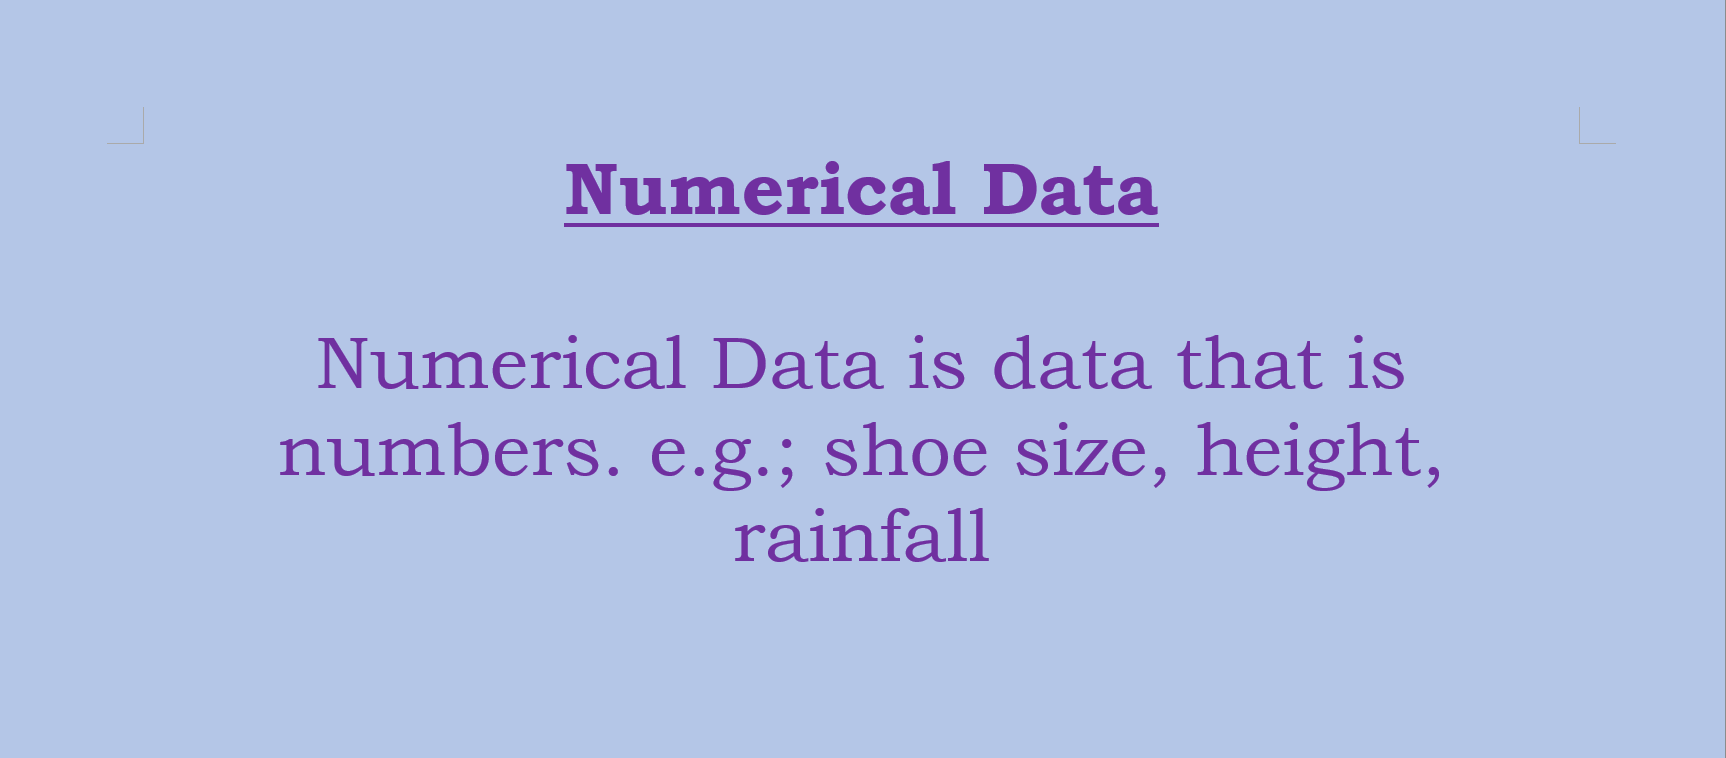 Numerical Data
Numerical Data is data that is
numbers. e.g.; shoe size, height,
rainfall